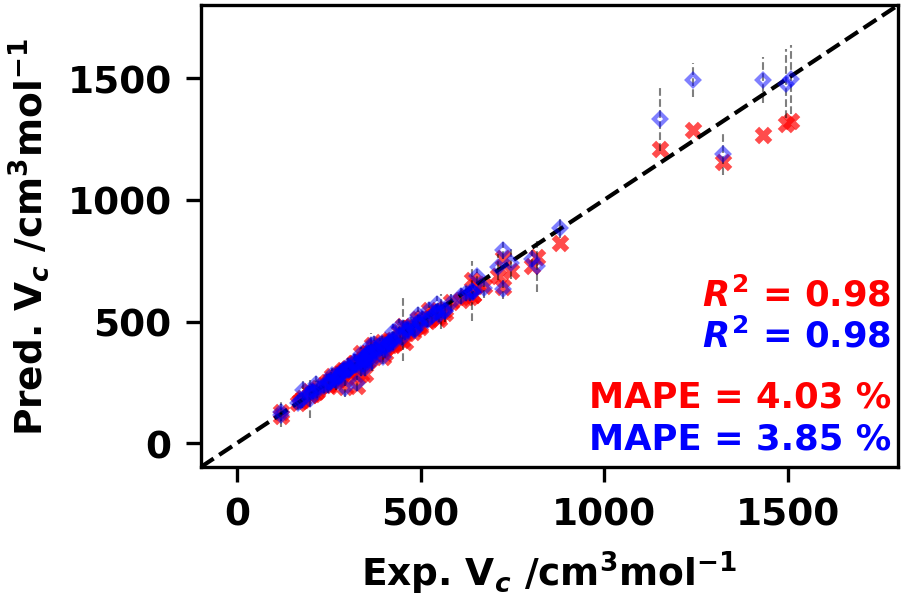 Pred. V_c /cm³mol⁻¹
1500
1000
500
0
R² = 0.98
R² = 0.98
MAPE = 4.03 %
MAPE = 3.85 %
0 500 1000 1500
Exp. V_c /cm³mol⁻¹